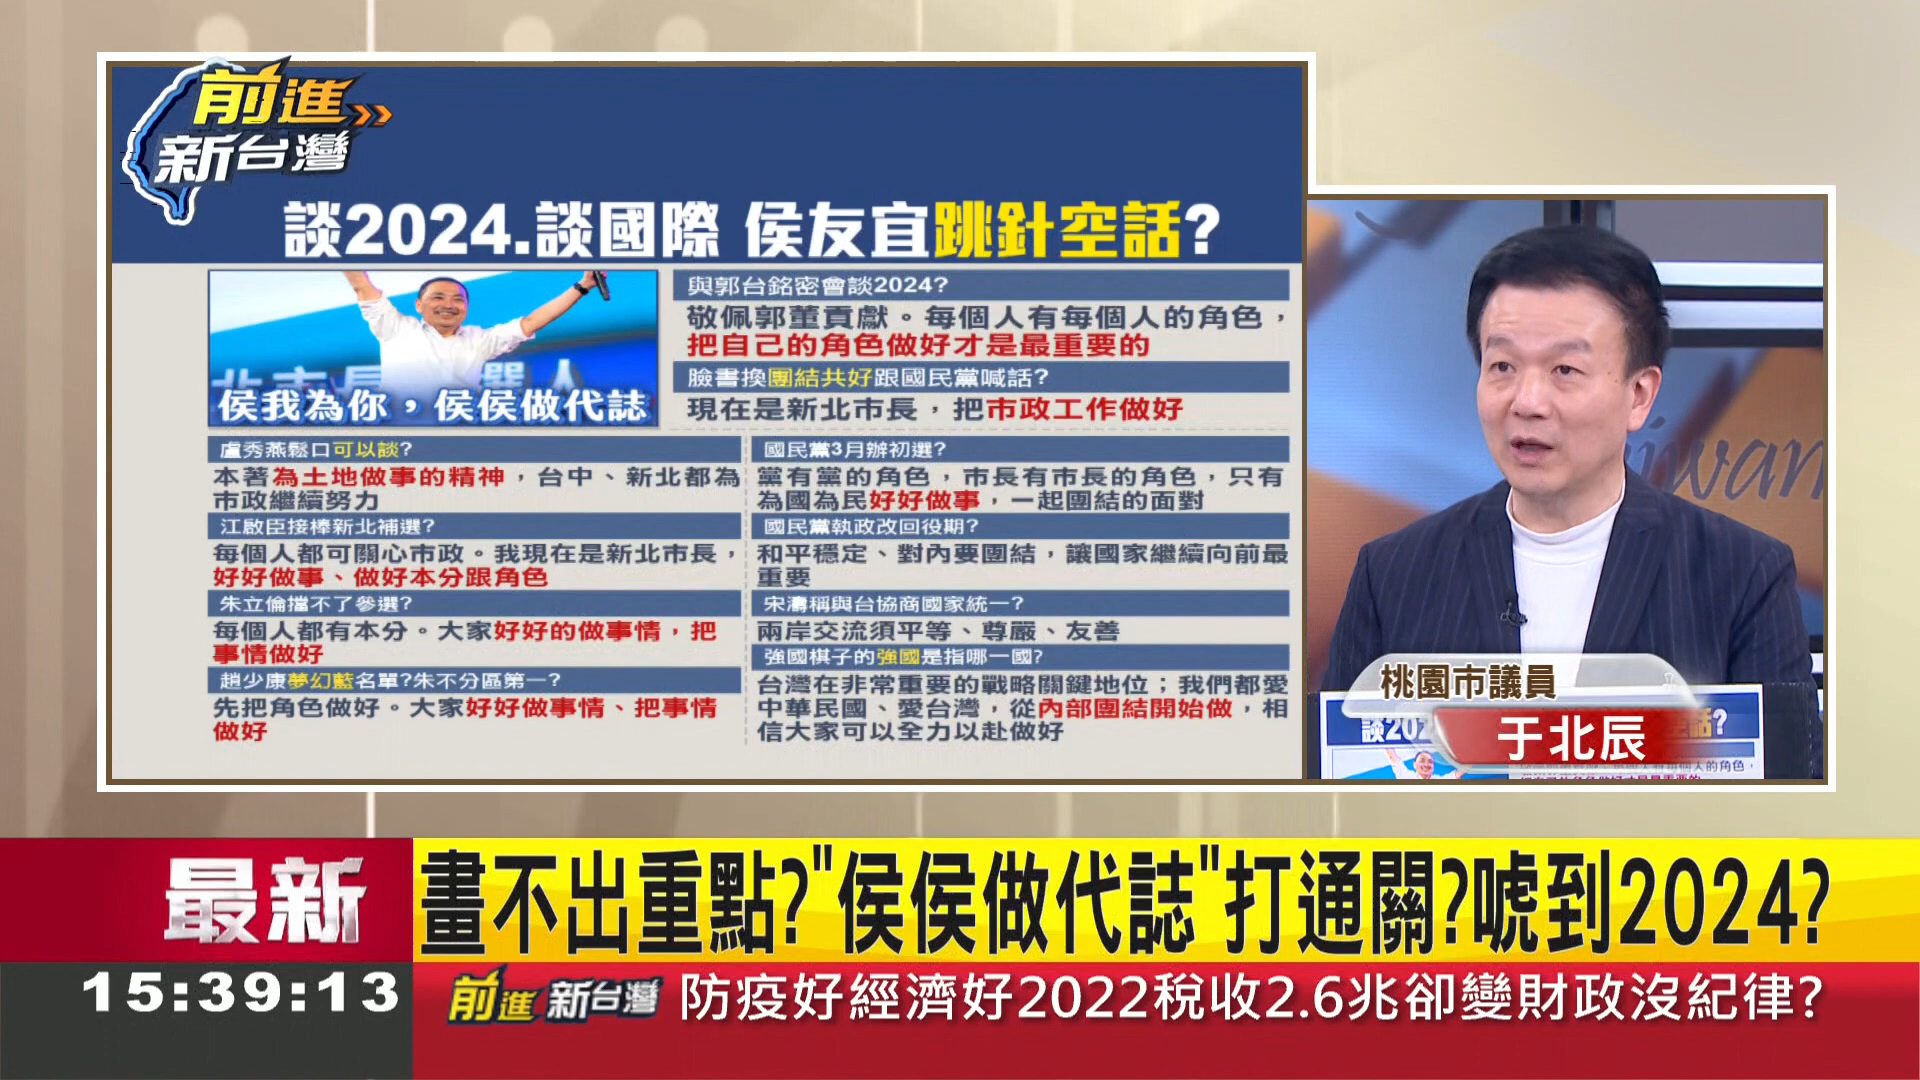 前進
新台灣
談2024.談國際 侯友宜跳針空話?
侯我為你，侯侯做代誌
與郭台銘密會談2024?
敬佩郭董貢獻。每個人有每個人的角色，
把自己的角色做好才是最重要的
臉書換團結共好跟國民黨喊話?
現在是新北市長，把市政工作做好
盧秀燕鬆口可以談?
本著為土地做事的精神，台中、新北都為
市政繼續努力
江啟臣接棒新北補選?
每個人都可關心市政。我現在是新北市長，
好好做事、做好本分跟角色
朱立倫擋不了參選?
每個人都有本分。大家好好的做事情，把
事情做好
趙少康夢幻藍名單?朱不分區第一?
先把角色做好。大家好好做事情、把事情
做好
國民黨3月辦初選?
黨有黨的角色，市長有市長的角色，只有
為國為民好好做事，一起團結的面對
國民黨執政改回役期?
和平穩定、對內要團結，讓國家繼續向前最
重要
宋濤稱與台協商國家統一?
兩岸交流須平等、尊嚴、友善
強國棋子的強國是指哪一國?
台灣在非常重要的戰略關鍵地位；我們都愛
中華民國、愛台灣，從內部團結開始做，相
信大家可以全力以赴做好
桃園市議員
于北辰
最新
畫不出重點?"侯侯做代誌"打通關?唬到2024?
15:39:13
前進新台灣
防疫好經濟好2022稅收2.6兆卻變財政沒紀律?